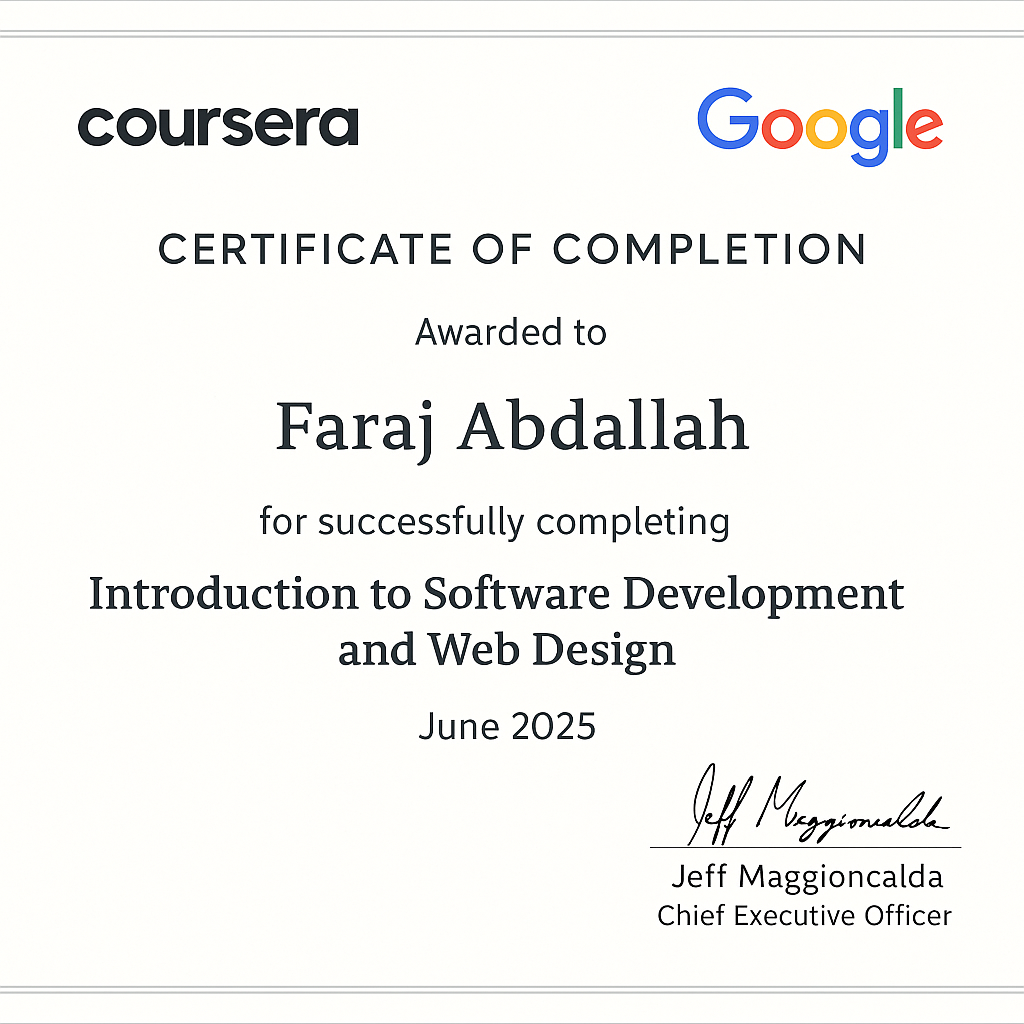 coursera
Google
CERTIFICATE OF COMPLETION
Awarded to
Faraj Abdallah
for successfully completing
Introduction to Software Development
and Web Design
June 2025
Jeff Maggioncalda
Jeff Maggioncalda
Chief Executive Officer